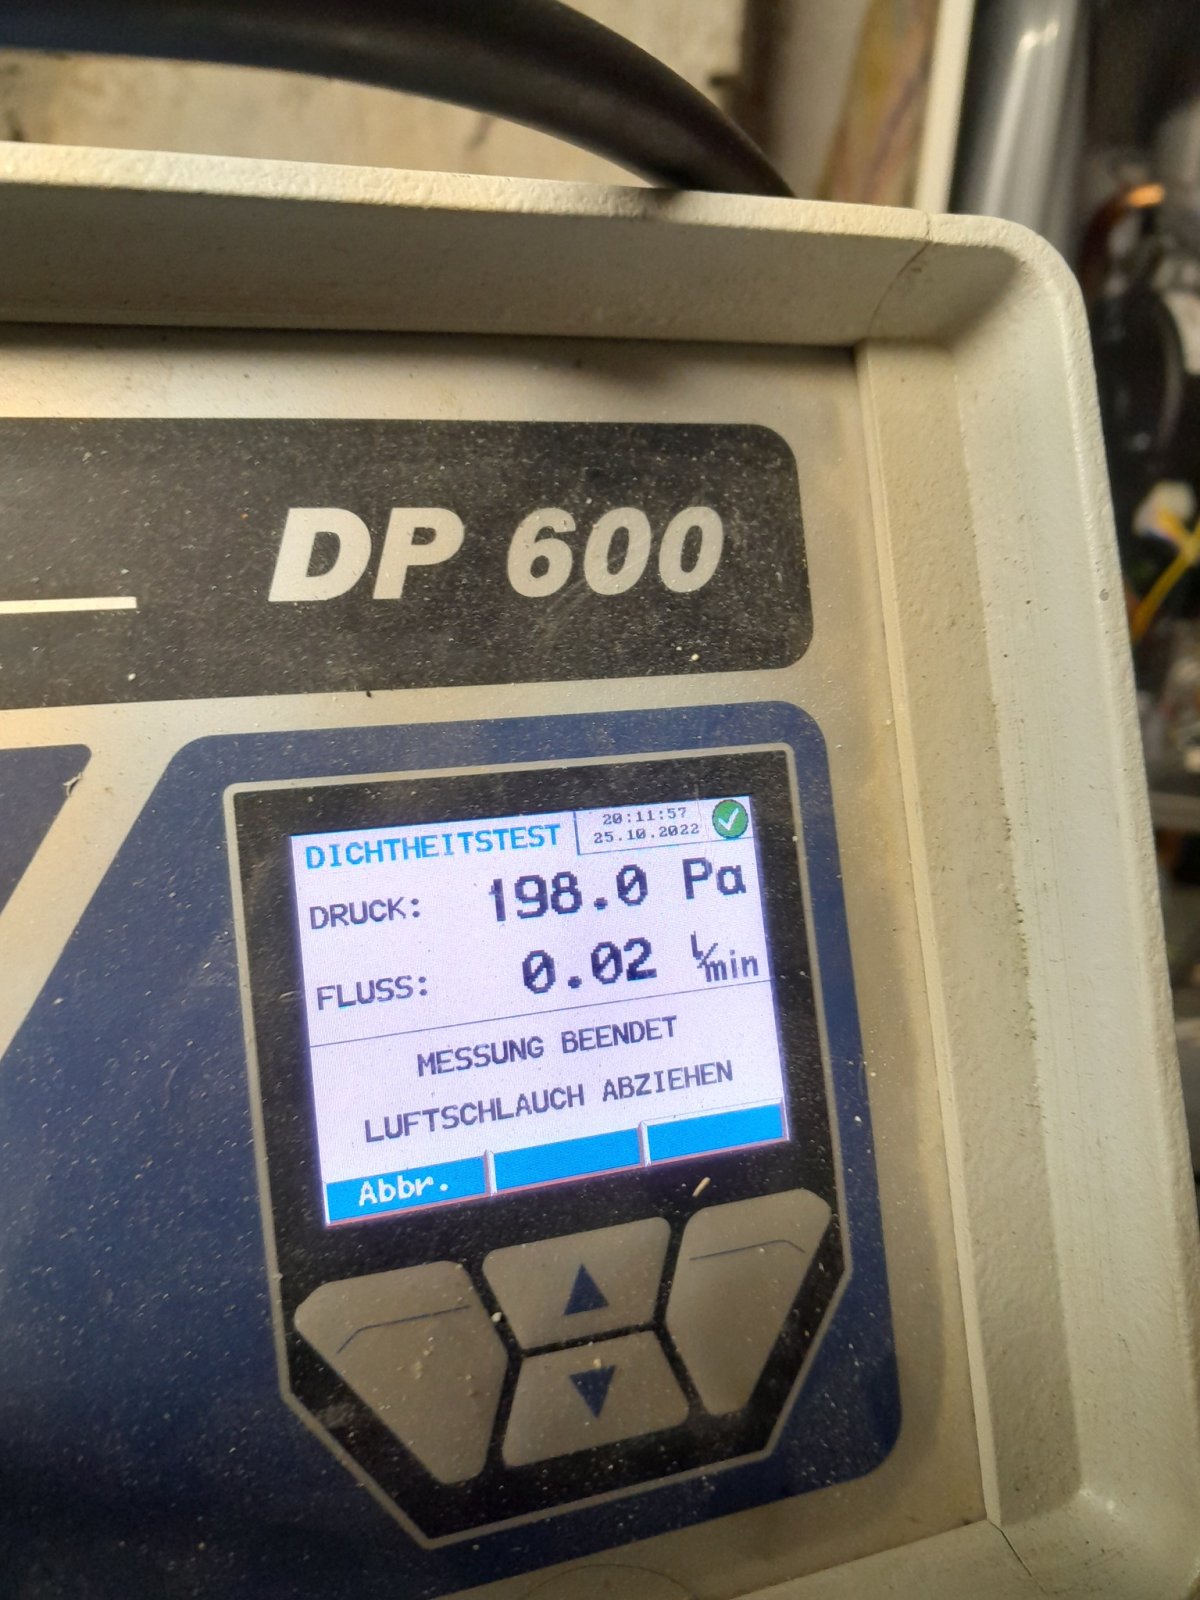 DP 600
DICHTHEITSTEST
20:11:57
25.10.2022
DRUCK: 198.0 Pa
FLUSS: 0.02 L/min
MESSUNG BEENDET
LUFTSCHLAUCH ABZIEHEN
Abbr.